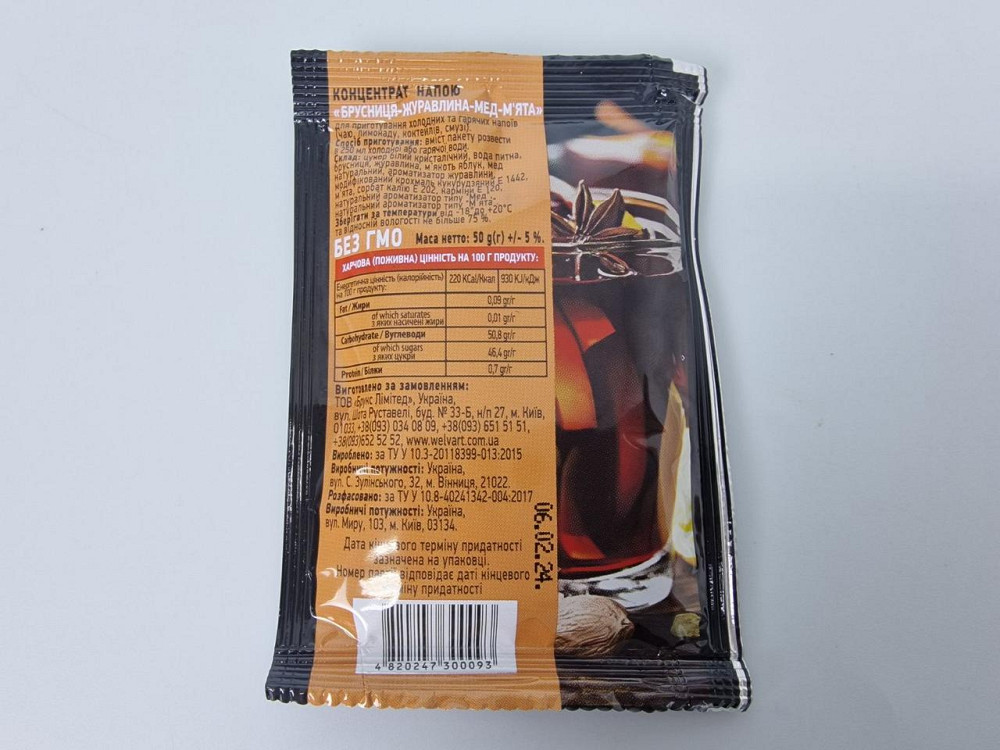 КОНЦЕНТРАТ НАПОЮ
«БРУСНИЦЯ-ЖУРАВЛИНА-МЕД-М'ЯТА»
для приготування холодних та гарячих напоїв
(чаю, лимонаду, коктейлів, смузі).
Спосіб приготування: вміст пакету розвести
в 250 мл холодної або гарячої води.
Склад: цукор білий кристалічний, вода питна,
брусниця, журавлина, м'якоть яблук, мед
натуральний, ароматизатор журавлини,
модифікований крохмаль кукурудзяний Е 1442,
м'ята, сорбат калію Е 202, карміни Е 120,
натуральний ароматизатор типу "Мед",
натуральний ароматизатор типу "М'ята".
Зберігати за температури від -18° до +20°С
та відносній вологості не більше 75 %.
БЕЗ ГМО Маса нетто: 50 g(г) +/- 5 %.
ХАРЧОВА (ПОЖИВНА) ЦІННІСТЬ НА 100 Г ПРОДУКТУ:
Енергетична цінність (калорійність) 220 KCal/Ккал 930 KJ/кДж
на 100 г продукту:
Fat / Жири 0,09 gr/г
of which saturates 0,01 gr/г
з яких насичені жири
Carbohydrate / Вуглеводи 50,8 gr/г
of which sugars 46,4 gr/г
з яких цукри
Protein / Білки 0,7 gr/г
Виготовлено за замовленням:
ТОВ «Брукс Лімітед», Україна,
вул. Шота Руставелі, буд. № 33-Б, н/п 27, м. Київ,
01033, +38(093) 034 08 09, +38(093) 651 51 51,
+38(093)652 52 52, www.welvart.com.ua
Вироблено: за ТУ У 10.3-20118399-013:2015
Виробничі потужності: Україна,
вул. С. Зулінського, 32, м. Вінниця, 21022.
Розфасовано: за ТУ У 10.8-40241342-004:2017
Виробничі потужності: Україна,
вул. Миру, 103, м. Київ, 03134.
Дата кінцевого терміну придатності
зазначена на упаковці.
Номер партії відповідає даті кінцевого
терміну придатності
06.02.24.
4 820247 300093